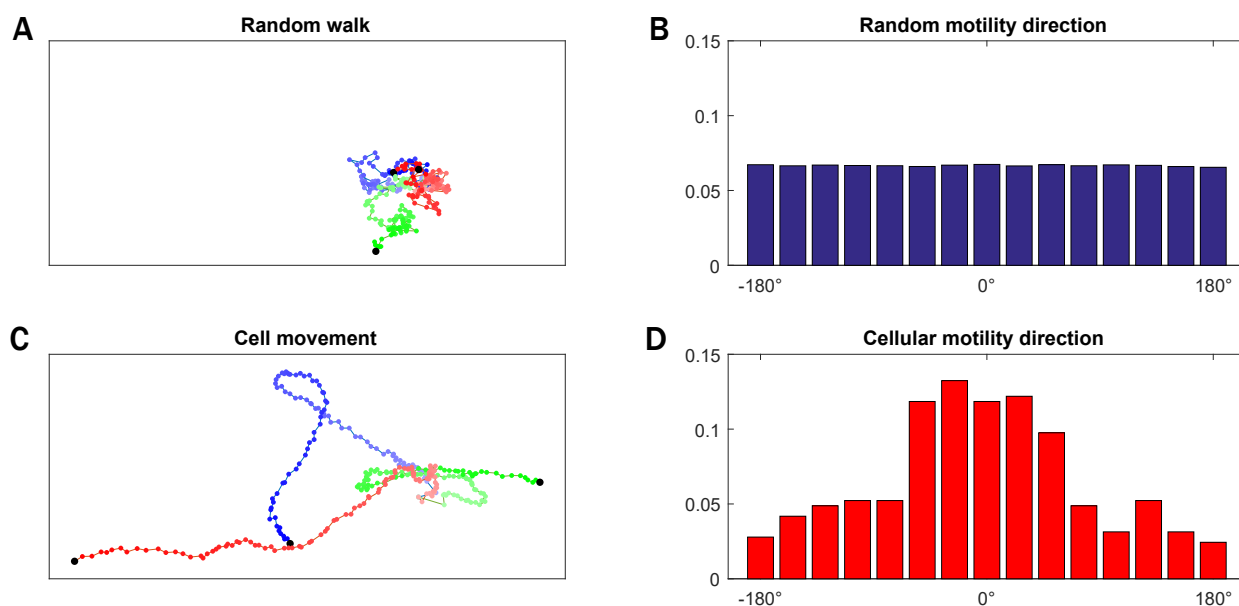 A
Random walk
B
Random motility direction
0.15
0.1
0.05
0
-180°
0°
180°
C
Cell movement
D
Cellular motility direction
0.15
0.1
0.05
0
-180°
0°
180°